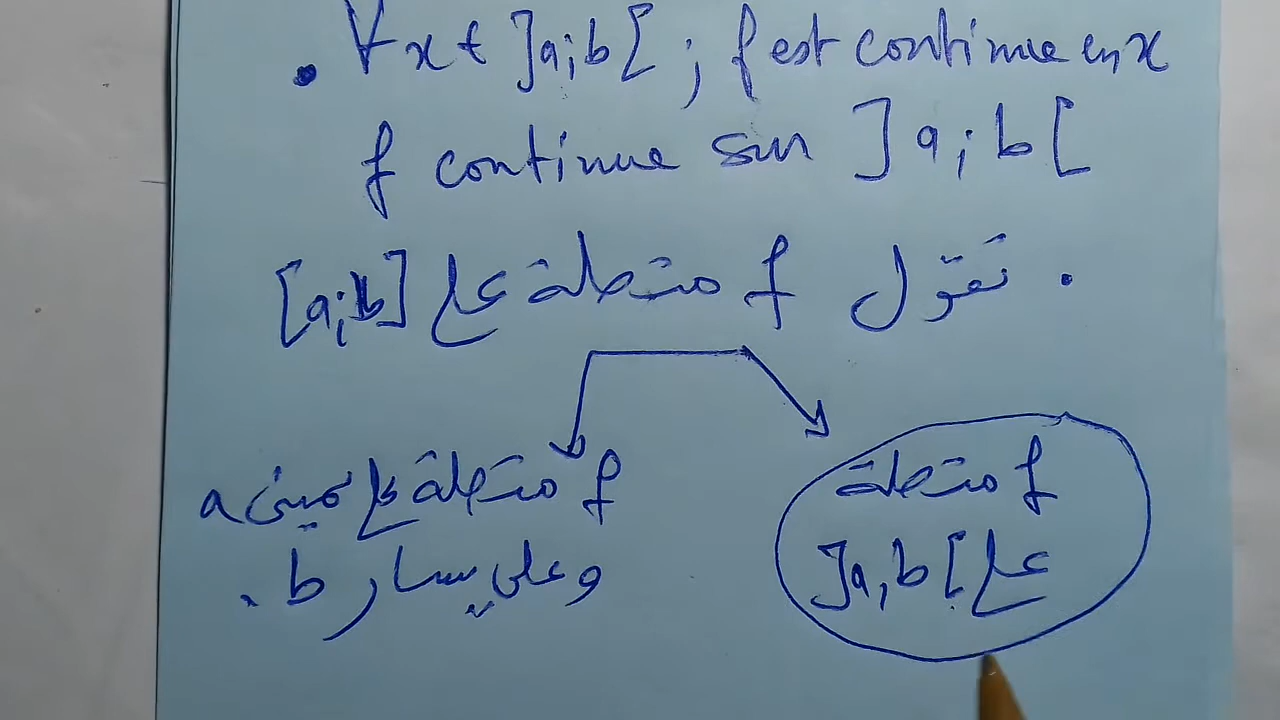 . ∀x ∈ ]a;b[ ; f est continue en x
f continue sur ]a;b[
. نقول f متصلة على [a;b]
f متصلة
على ]a,b[
f متصلة على يمين a
وعلى يسار b .